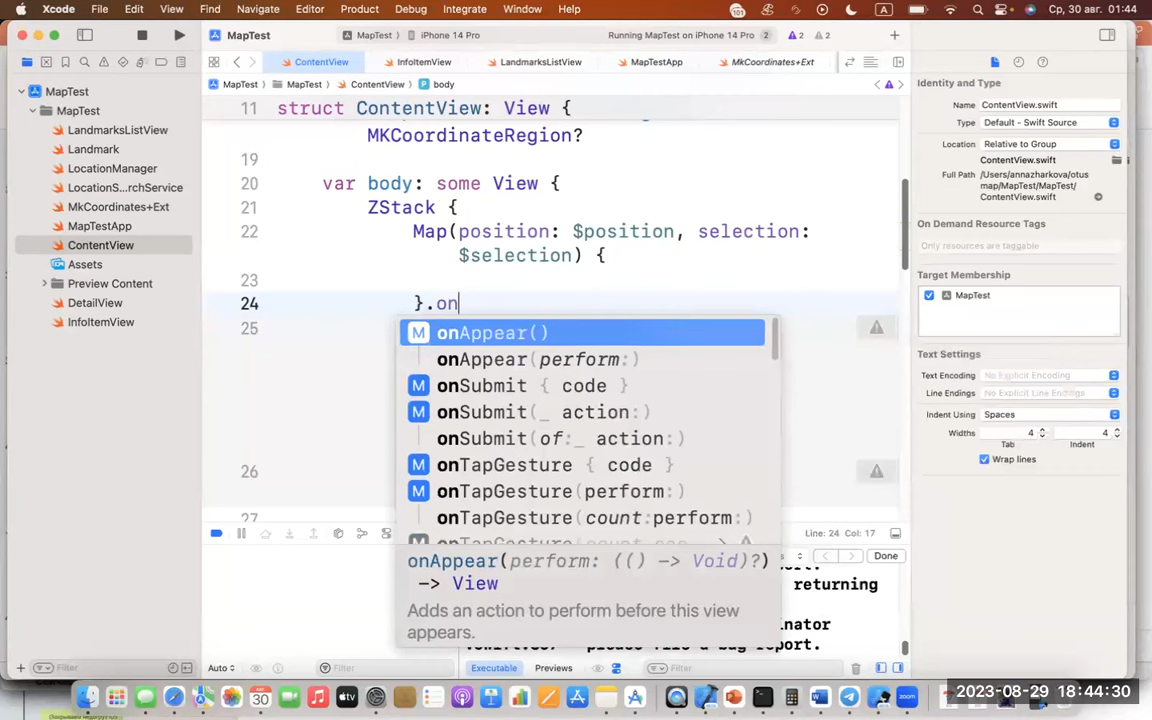 Xcode File Edit View Find Navigate Editor Product Debug Integrate Window Help
101 A Ср, 30 авг. 01:44
MapTest
MapTest iPhone 14 Pro Running MapTest on iPhone 14 Pro 2 2 2
ContentView InfoItemView LandmarksListView MapTestApp MKCoordinates+Ext
MapTest MapTest ContentView body
MapTest
MapTest
LandmarksListView
Landmark
LocationManager
LocationS...rchService
MkCoordinates+Ext
MapTestApp
ContentView
Assets
Preview Content
DetailView
InfoItemView
11 struct ContentView: View {
MKCoordinateRegion?
19
20 var body: some View {
21 ZStack {
22 Map(position: $position, selection:
$selection) {
23
24 }.on
25
26
27
onAppear()
onAppear(perform:)
onSubmit { code }
onSubmit(_ action:)
onSubmit(of:_ action:)
onTapGesture { code }
onTapGesture(perform:)
onTapGesture(count:perform:)
onAppear(perform: (() -> Void)?)
-> View
Adds an action to perform before this view
appears.
Identity and Type
Name ContentView.swift
Type Default - Swift Source
Location Relative to Group
ContentView.swift
Full Path /Users/annazharkova/otus
map/MapTest/MapTest/
ContentView.swift
On Demand Resource Tags
Only resources are taggable
Target Membership
MapTest
Text Settings
Text Encoding No Explicit Encoding
Line Endings No Explicit Line Endings
Indent Using Spaces
Widths 4 4
Tab Indent
Wrap lines
Line: 24 Col: 17
Done
returning
please file a bug report.
Auto Filter
Executable Previews Filter
Filter
zoom
2023-08-29 18:44:30